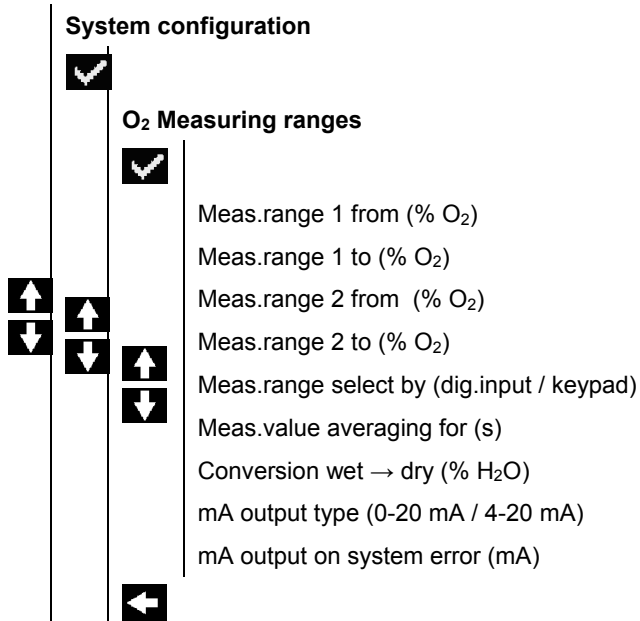 System configuration
O₂ Measuring ranges
Meas.range 1 from (% O₂)
Meas.range 1 to (% O₂)
Meas.range 2 from (% O₂)
Meas.range 2 to (% O₂)
Meas.range select by (dig.input / keypad)
Meas.value averaging for (s)
Conversion wet → dry (% H₂O)
mA output type (0-20 mA / 4-20 mA)
mA output on system error (mA)